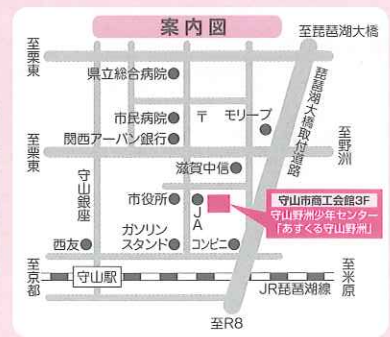 案内図
至琵琶湖大橋
至栗東
県立総合病院
市民病院
〒
モリーブ
琵琶湖大橋取付道路
関西アーバン銀行
至栗東
至野洲
滋賀中信
守山銀座
市役所
JA
守山市商工会館3F
守山野洲少年センター
「あすくる守山野洲」
西友
ガソリン
スタンド
コンビニ
至京都
守山駅
JR琵琶湖線
至米原
至R8